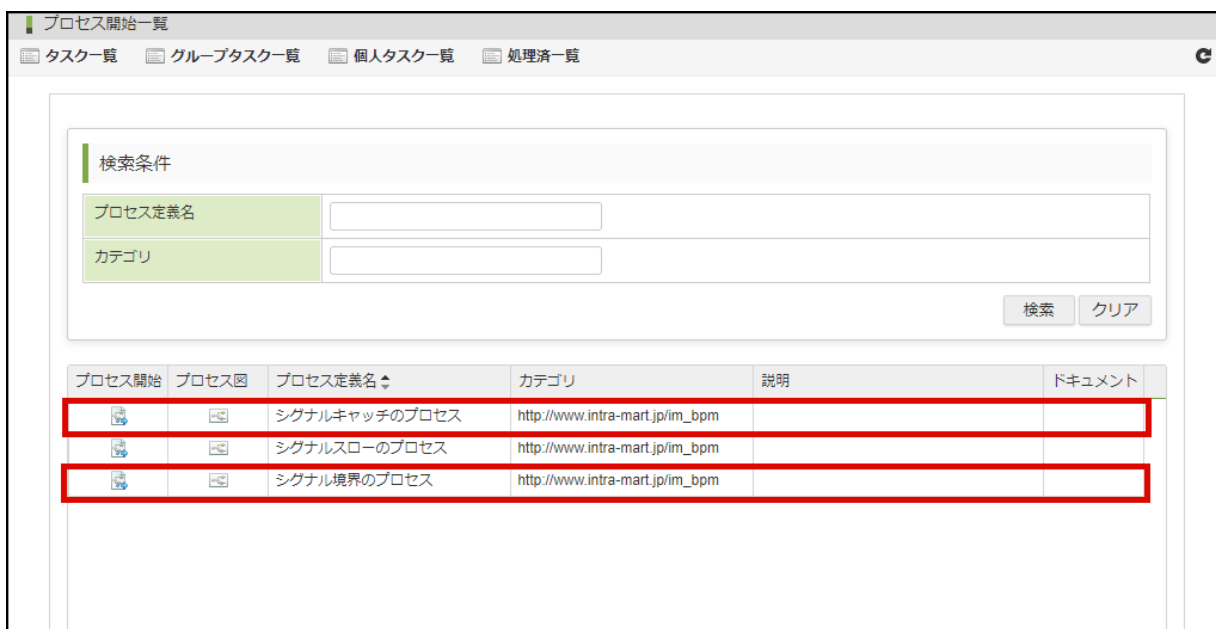 プロセス開始一覧
タスク一覧 グループタスク一覧 個人タスク一覧 処理済一覧
検索条件
プロセス定義名
カテゴリ
検索 クリア
プロセス開始 プロセス図 プロセス定義名 カテゴリ 説明 ドキュメント
シグナルキャッチのプロセス http://www.intra-mart.jp/im_bpm
シグナルスローのプロセス http://www.intra-mart.jp/im_bpm
シグナル境界のプロセス http://www.intra-mart.jp/im_bpm